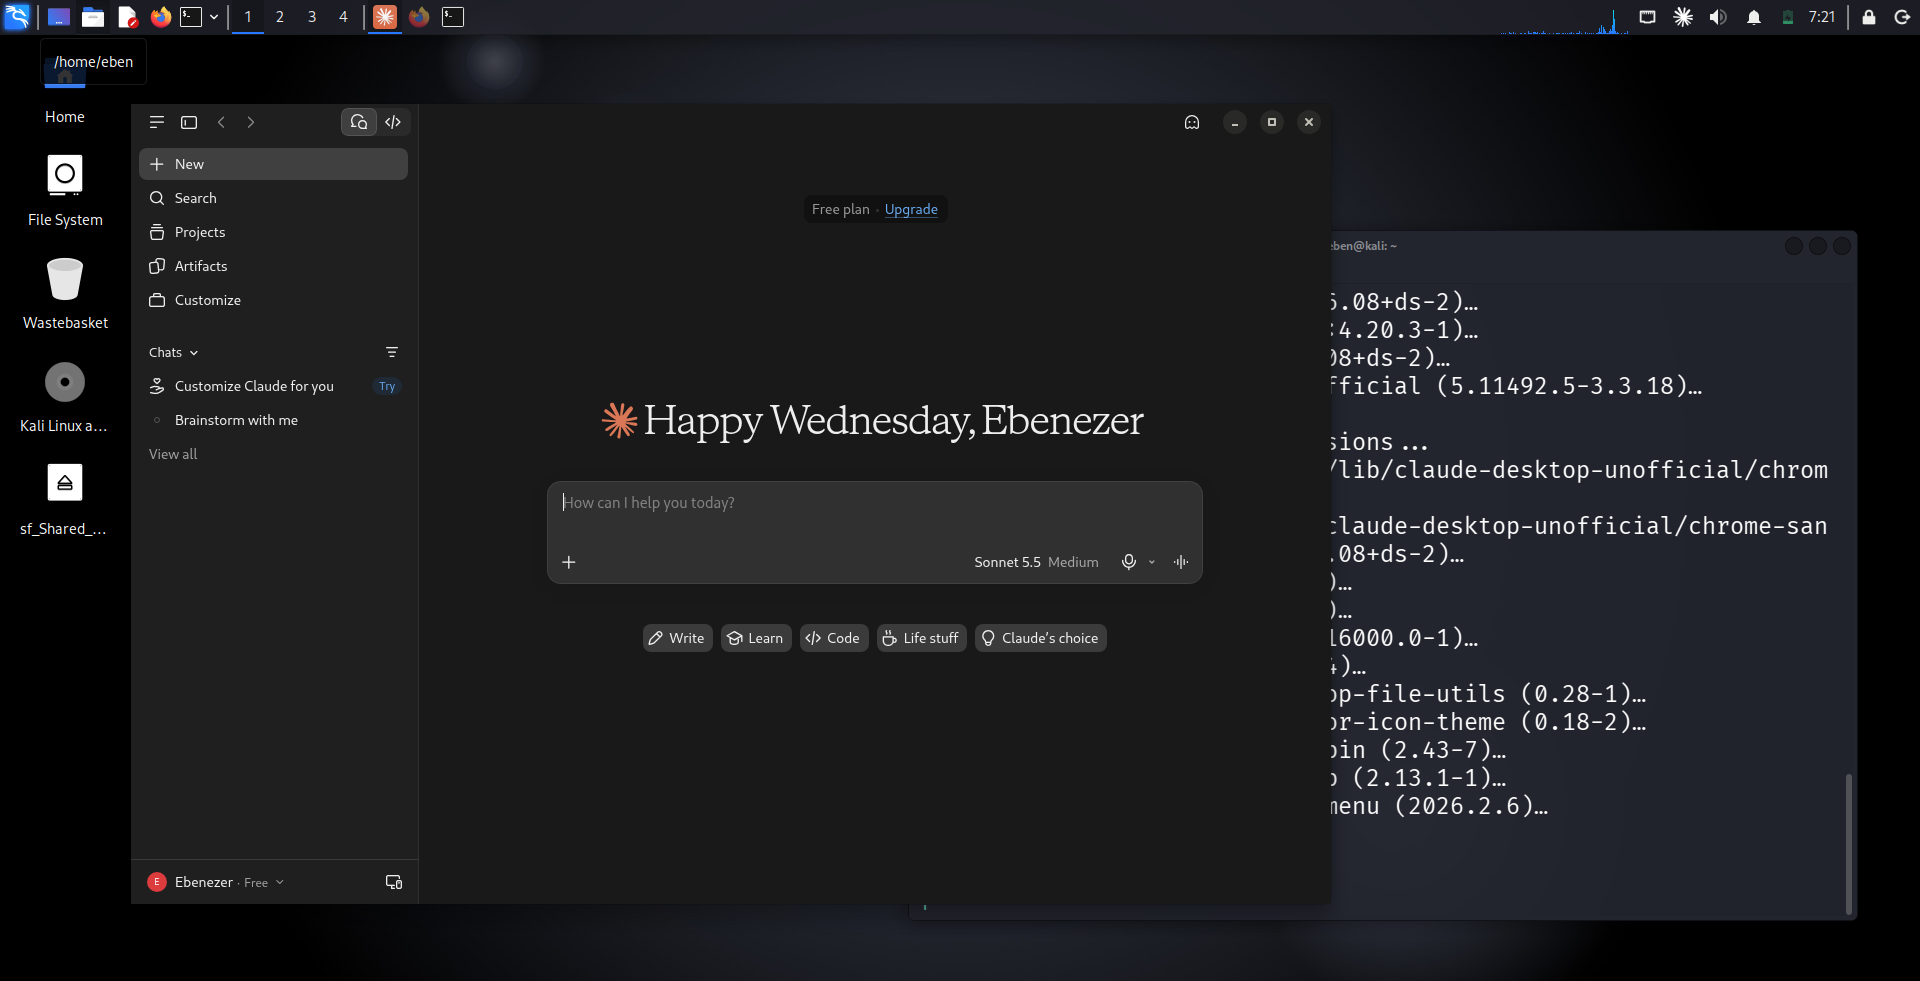 1 2 3 4 7:21
/home/eben
Home
File System
Wastebasket
Kali Linux a...
sf_Shared_...
New
Search
Projects
Artifacts
Customize
Chats
Customize Claude for you Try
Brainstorm with me
View all
Ebenezer · Free
E
Free plan · Upgrade
Happy Wednesday, Ebenezer
How can I help you today?
Sonnet 5.5 Medium
Write Learn Code Life stuff Claude's choice
eben@kali: ~
.08+ds-2)…
:4.20.3-1)…
08+ds-2)…
fficial (5.11492.5-3.3.18)…
sions ...
/lib/claude-desktop-unofficial/chrom
claude-desktop-unofficial/chrome-san
.08+ds-2)…
)…
)…
16000.0-1)…
4)…
op-file-utils (0.28-1)…
or-icon-theme (0.18-2)…
bin (2.43-7)…
(2.13.1-1)…
menu (2026.2.6)…